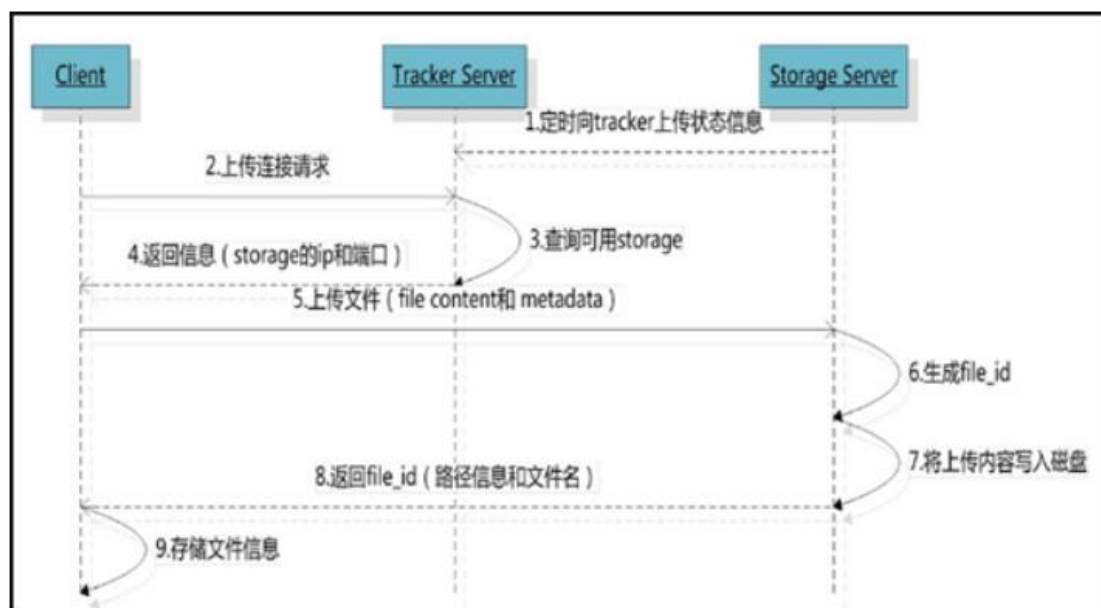 Client
Tracker Server
Storage Server
1.定时向tracker上传状态信息
2.上传连接请求
3.查询可用storage
4.返回信息（storage的ip和端口）
5.上传文件（file content和 metadata）
6.生成file_id
7.将上传内容写入磁盘
8.返回file_id（路径信息和文件名）
9.存储文件信息